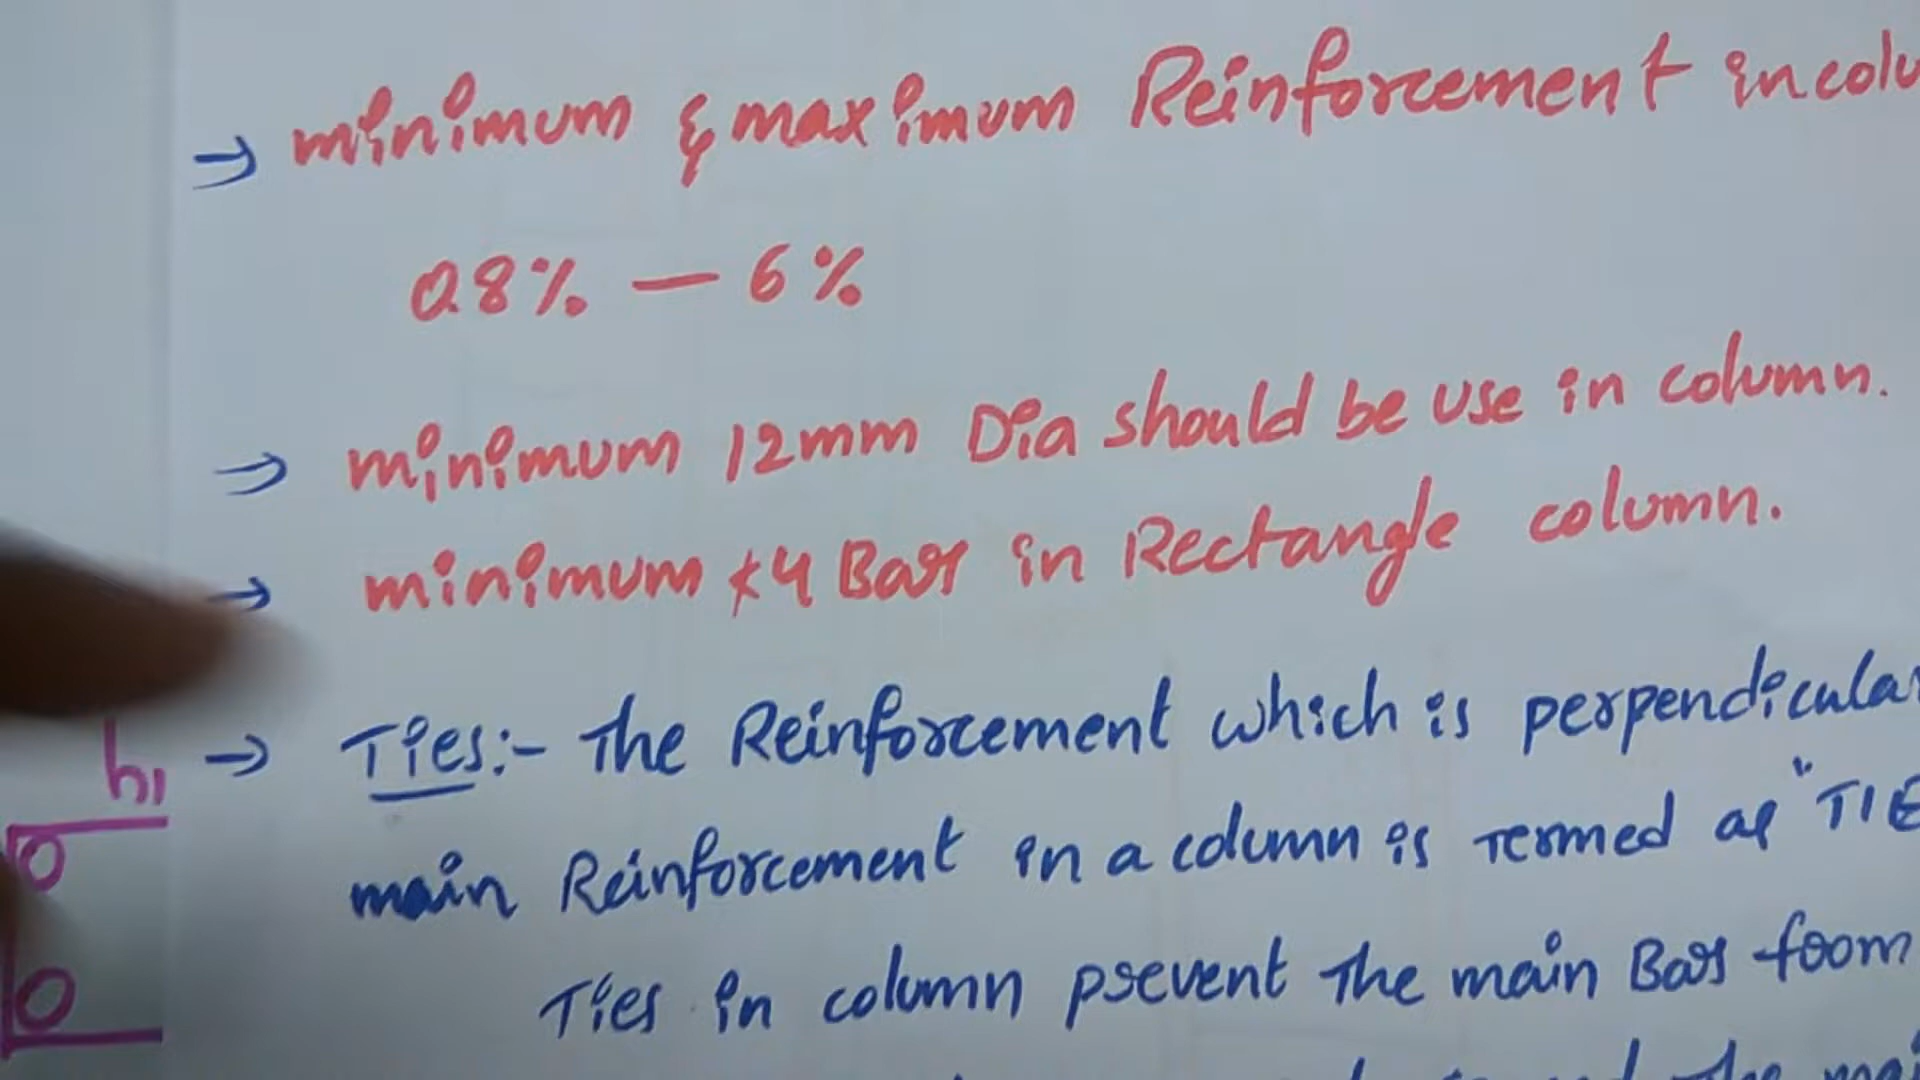 ⇒ minimum & maximum Reinforcement in colu
0.8% — 6%
⇒ minimum 12mm Dia should be use in column.
→ minimum 4 Bars in Rectangle column.
→ Ties:- The Reinforcement which is perpendicular
main Reinforcement in a column is termed as "TIE
Ties in column prevent the main Bars from
the mai
h1